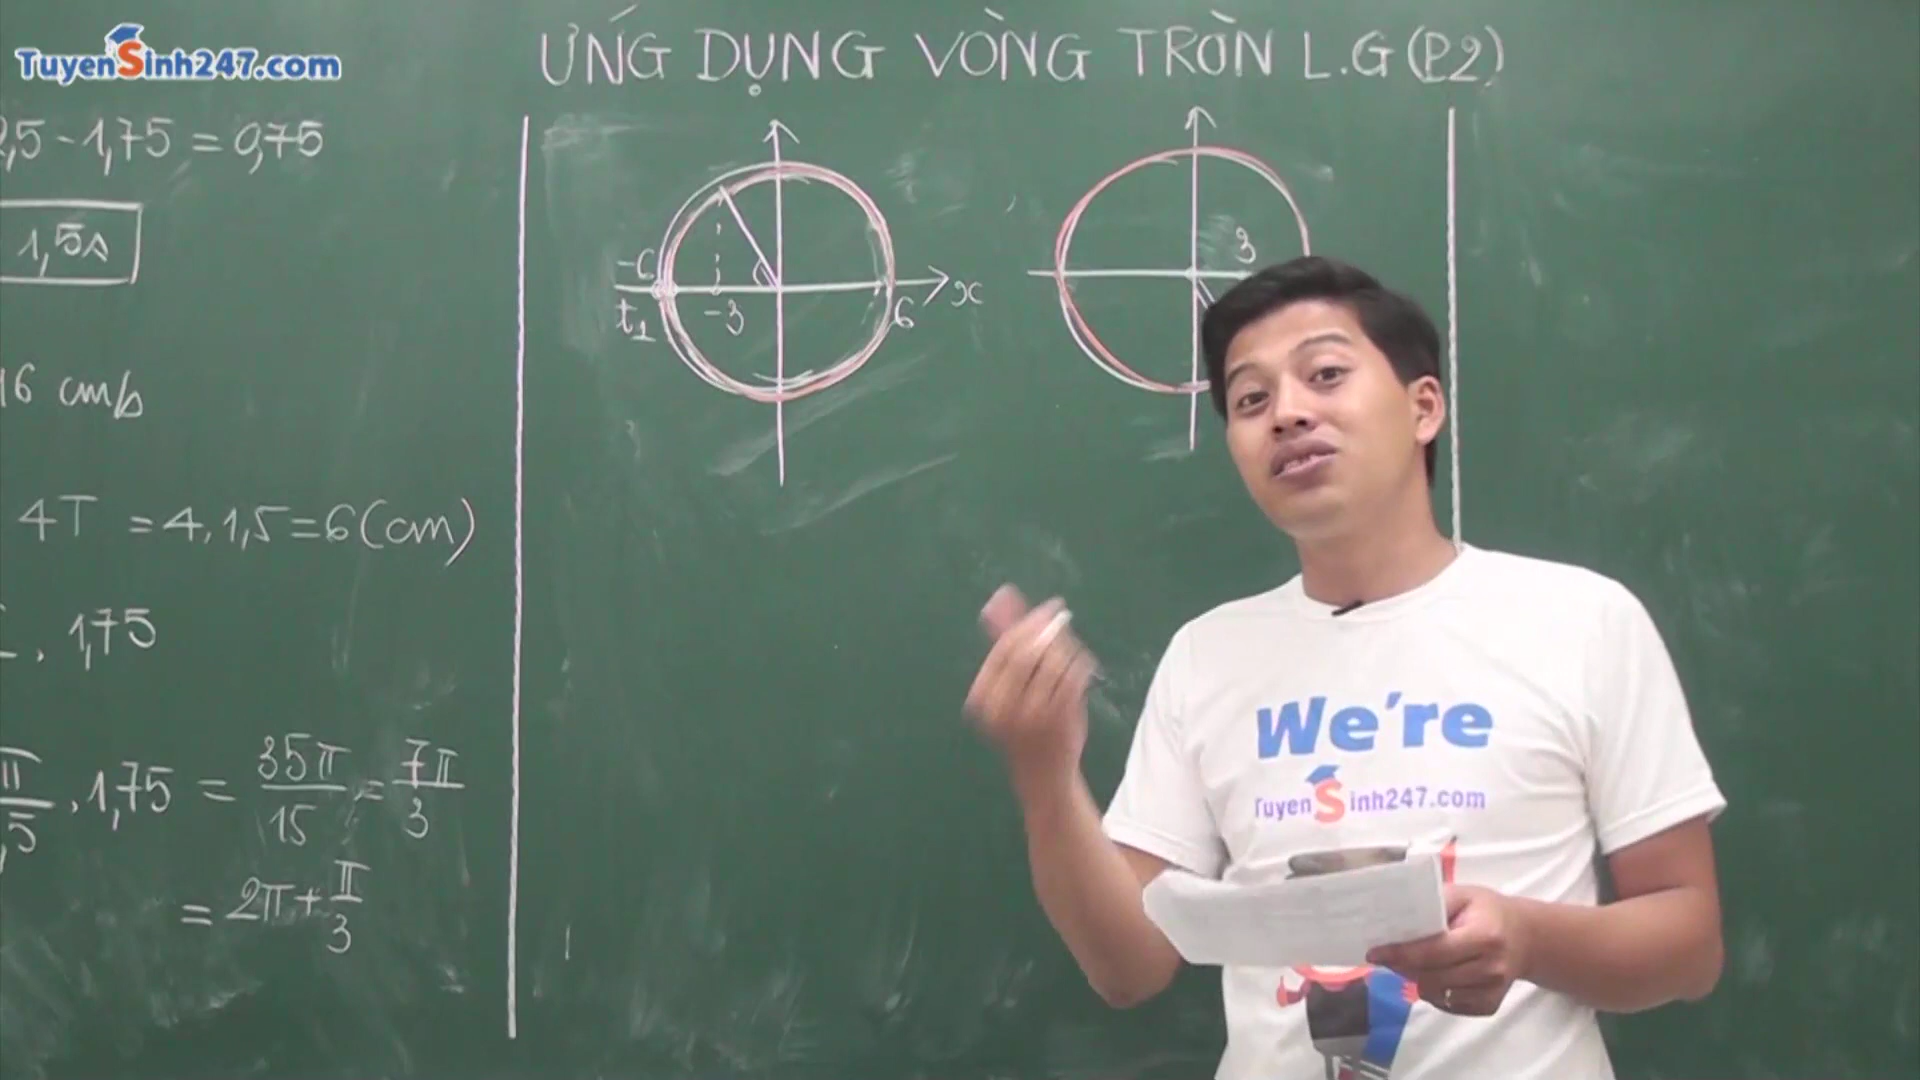 TuyenSinh247.com
ỨNG DỤNG VÒNG TRÒN L.G (P2)
2,5 - 1,75 = 0,75
1,5s
16 cm/s
4T = 4.1,5 = 6 (cm)
. 1,75
π/,5 . 1,75 = 35π/15 = 7π/3
= 2π + π/3
-6
t1
-3
6
x
3
We're
TuyenSinh247.com